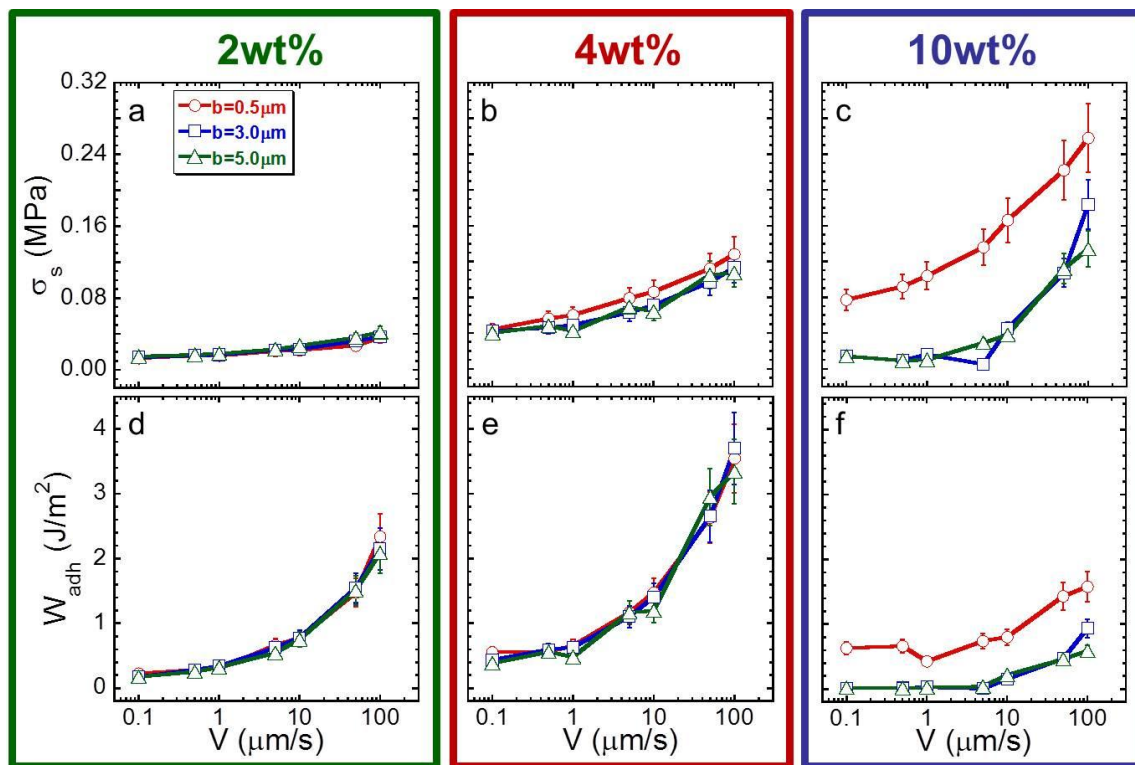 2wt%
4wt%
10wt%
a
b
c
b=0.5μm
b=3.0μm
b=5.0μm
0.32
0.24
0.16
0.08
0.00
σ_s (MPa)
d
e
f
4
3
2
1
0
W_adh (J/m²)
0.1 1 10 100
0.1 1 10 100
0.1 1 10 100
V (μm/s)
V (μm/s)
V (μm/s)